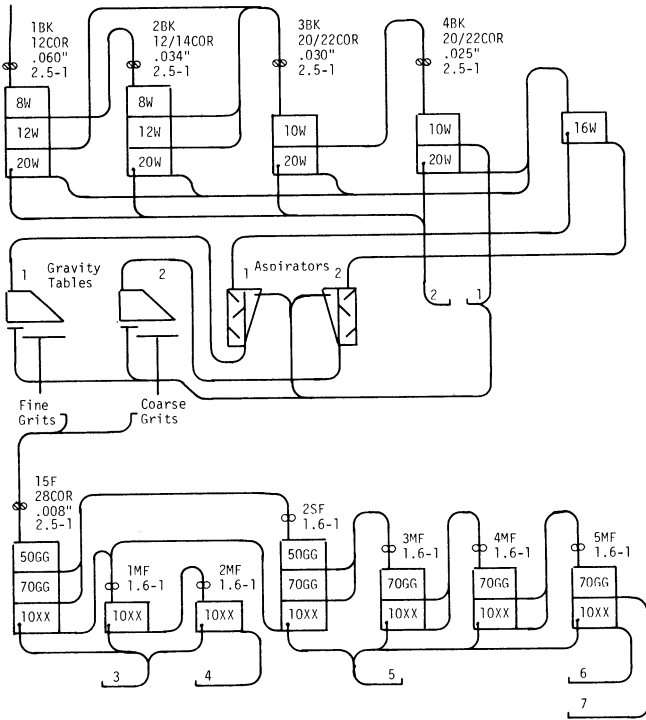 1BK
12COR
.060"
2.5-1
2BK
12/14COR
.034"
2.5-1
3BK
20/22COR
.030"
2.5-1
4BK
20/22COR
.025"
2.5-1
8W
12W
20W
8W
12W
20W
10W
20W
10W
20W
16W
1
Gravity
Tables
2
1
Aspirators
2
2
1
Fine
Grits
Coarse
Grits
15F
28COR
.008"
2.5-1
50GG
70GG
10XX
1MF
1.6-1
10XX
2MF
1.6-1
10XX
2SF
1.6-1
50GG
70GG
10XX
3MF
1.6-1
70GG
10XX
4MF
1.6-1
70GG
10XX
5MF
1.6-1
70GG
10XX
3
4
5
6
7